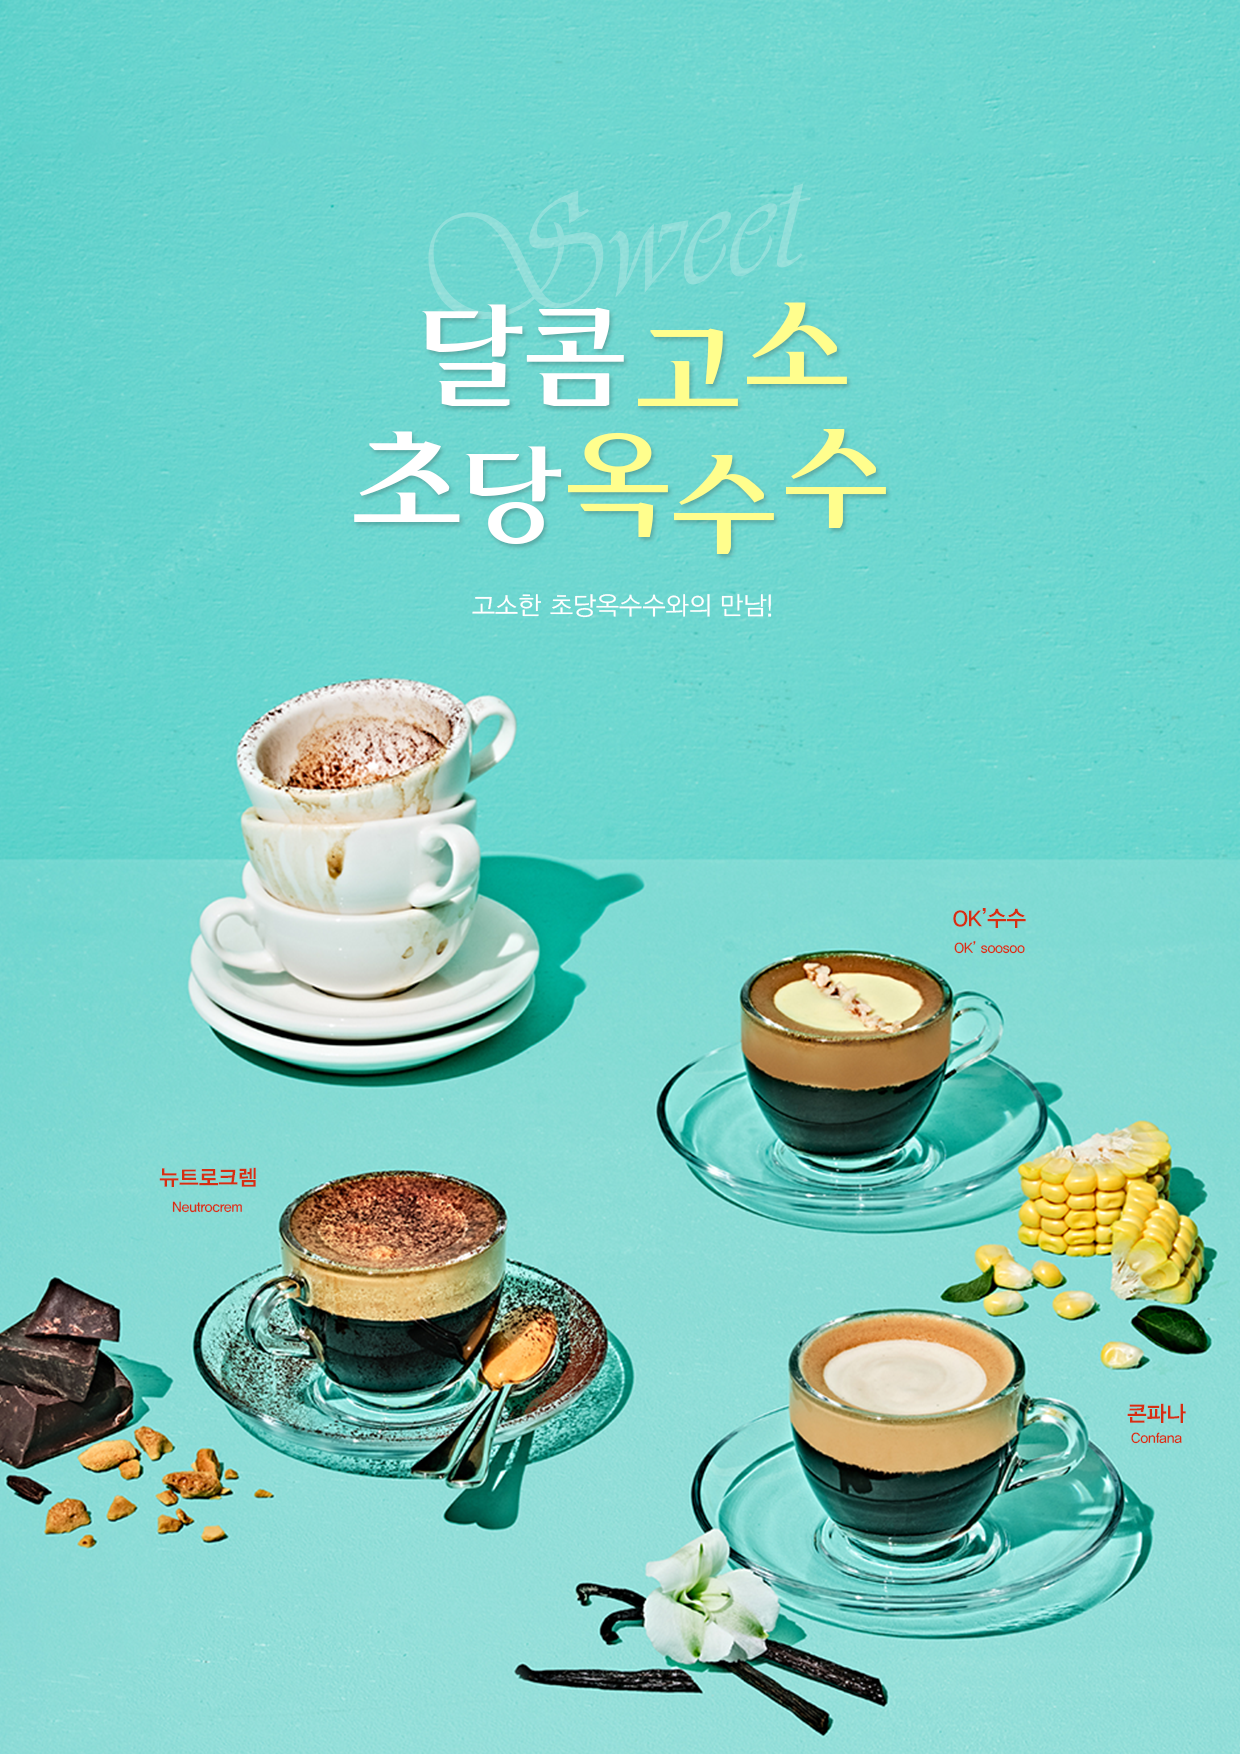 Sweet
달콤고소
초당옥수수
고소한 초당옥수수와의 만남!
OK’수수
OK’ soosoo
뉴트로크렘
Neutrocrem
콘파나
Confana